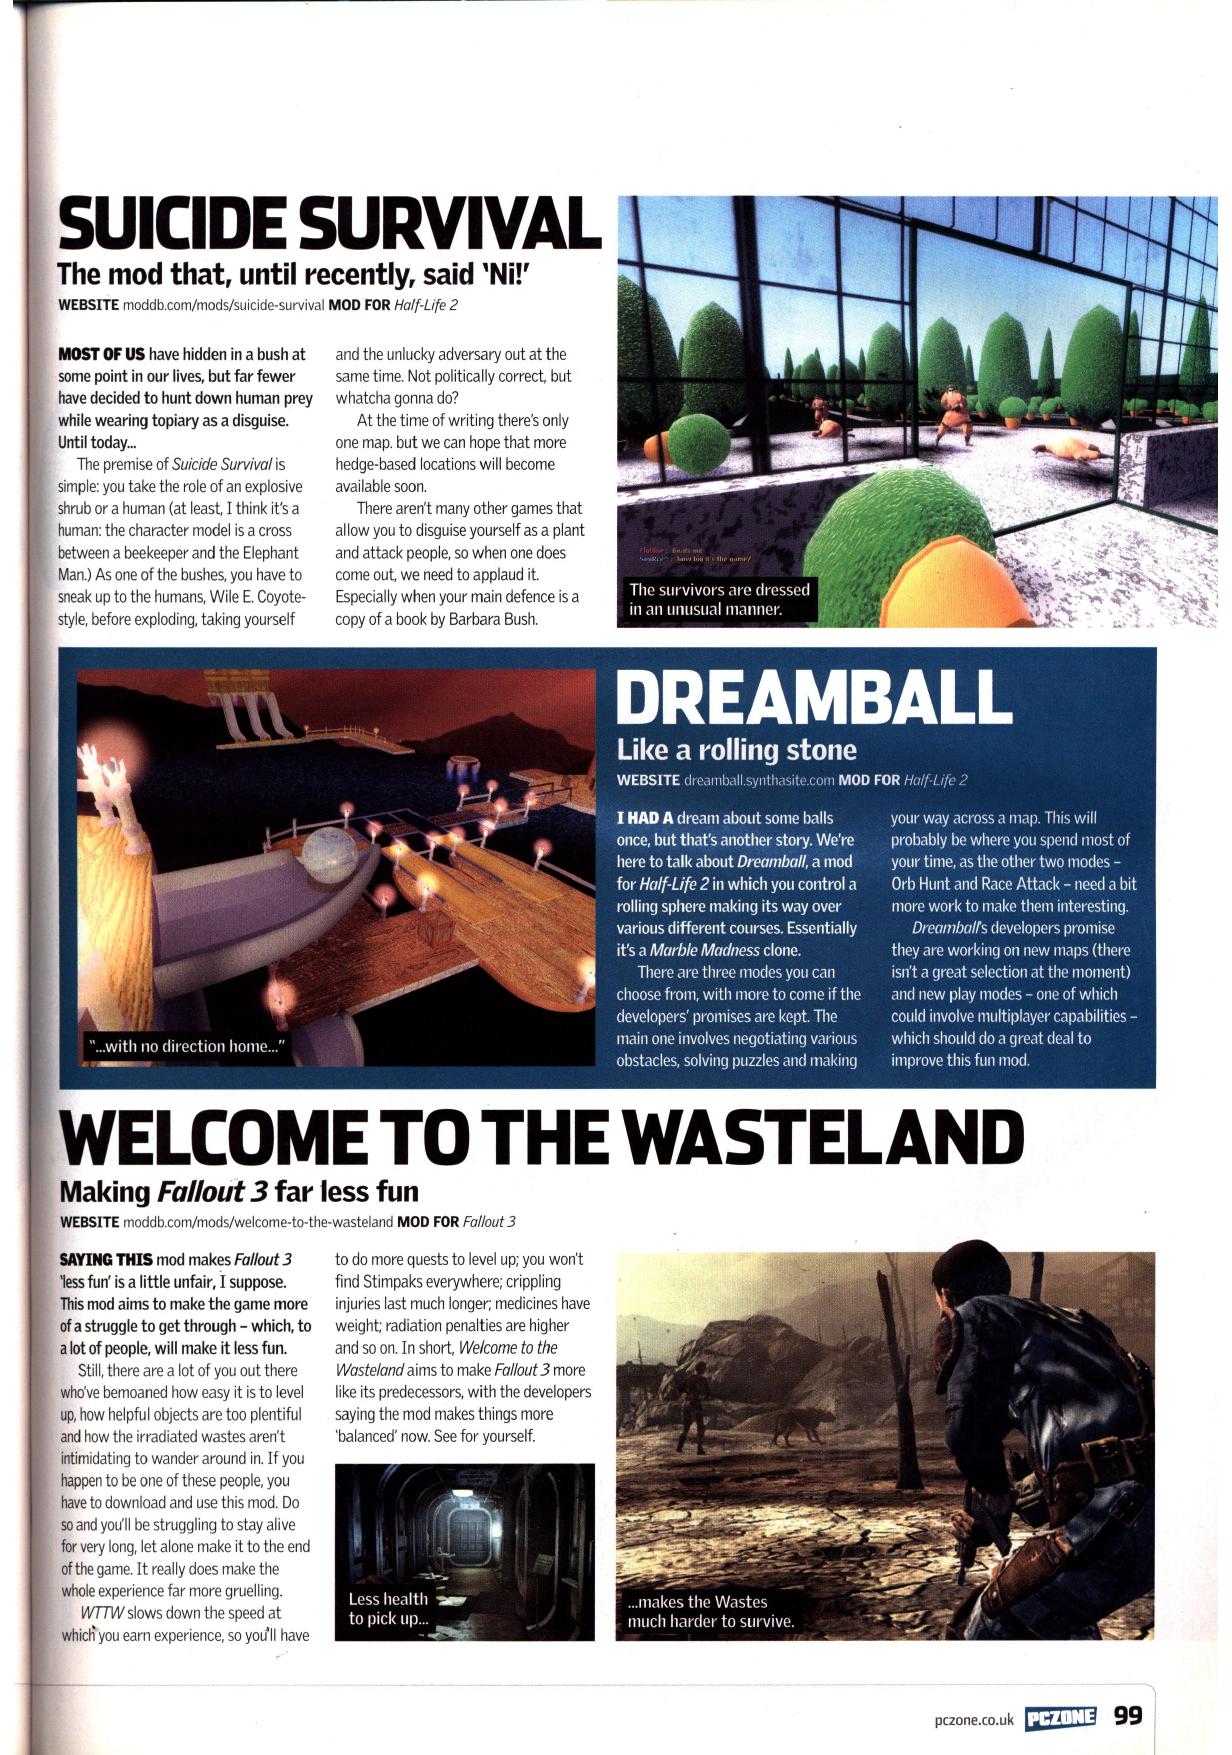 SUICIDE SURVIVAL
The mod that, until recently, said ‘Ni!’
WEBSITE moddb.com/mods/suicide-survival MOD FOR Half-Life 2
MOST OF US have hidden in a bush at
some point in our lives, but far fewer
have decided to hunt down human prey
while wearing topiary as a disguise.
Until today...
The premise of Suicide Survival is
simple: you take the role of an explosive
shrub or a human (at least, I think it's a
human: the character model is a cross
between a beekeeper and the Elephant
Man.) As one of the bushes, you have to
sneak up to the humans, Wile E. Coyote-
style, before exploding, taking yourself
and the unlucky adversary out at the
same time. Not politically correct, but
whatcha gonna do?
At the time of writing there's only
one map. but we can hope that more
hedge-based locations will become
available soon.
There aren't many other games that
allow you to disguise yourself as a plant
and attack people, so when one does
come out, we need to applaud it.
Especially when your main defence is a
copy of a book by Barbara Bush.
The survivors are dressed
in an unusual manner.
DREAMBALL
Like a rolling stone
WEBSITE dreamball.synthasite.com MOD FOR Half-Life 2
I HAD A dream about some balls
once, but that's another story. We're
here to talk about Dreamball, a mod
for Half-Life 2 in which you control a
rolling sphere making its way over
various different courses. Essentially
it's a Marble Madness clone.
There are three modes you can
choose from, with more to come if the
developers' promises are kept. The
main one involves negotiating various
obstacles, solving puzzles and making
your way across a map. This will
probably be where you spend most of
your time, as the other two modes –
Orb Hunt and Race Attack – need a bit
more work to make them interesting.
Dreamball's developers promise
they are working on new maps (there
isn't a great selection at the moment)
and new play modes – one of which
could involve multiplayer capabilities –
which should do a great deal to
improve this fun mod.
“...with no direction home...”
WELCOME TO THE WASTELAND
Making Fallout 3 far less fun
WEBSITE moddb.com/mods/welcome-to-the-wasteland MOD FOR Fallout 3
SAYING THIS mod makes Fallout 3
‘less fun’ is a little unfair, I suppose.
This mod aims to make the game more
of a struggle to get through – which, to
a lot of people, will make it less fun.
Still, there are a lot of you out there
who've bemoaned how easy it is to level
up, how helpful objects are too plentiful
and how the irradiated wastes aren't
intimidating to wander around in. If you
happen to be one of these people, you
have to download and use this mod. Do
so and you'll be struggling to stay alive
for very long, let alone make it to the end
of the game. It really does make the
whole experience far more gruelling.
WTTW slows down the speed at
which you earn experience, so you'll have
to do more quests to level up; you won't
find Stimpaks everywhere; crippling
injuries last much longer; medicines have
weight; radiation penalties are higher
and so on. In short, Welcome to the
Wasteland aims to make Fallout 3 more
like its predecessors, with the developers
saying the mod makes things more
‘balanced’ now. See for yourself.
Less health
to pick up...
...makes the Wastes
much harder to survive.
pczone.co.uk PCZONE 99